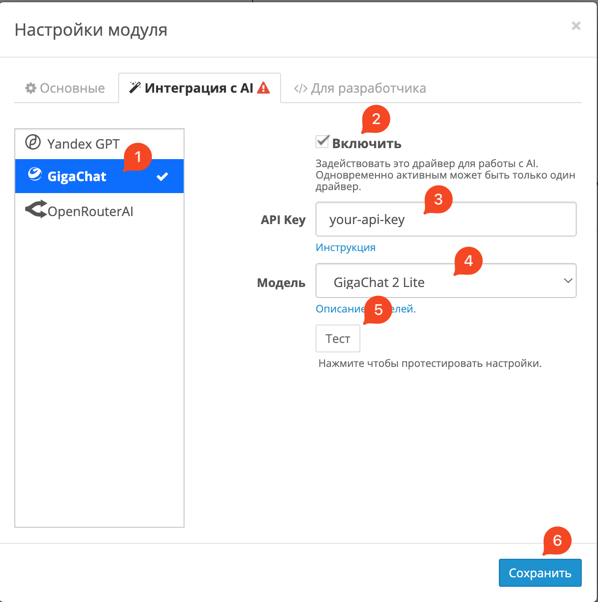 Настройки модуля
×
Основные
Интеграция с AI
</> Для разработчика
2
Yandex GPT
Включить
1
GigaChat
Задействовать это драйвер для работы с AI.
Одновременно активным может быть только один
драйвер.
3
OpenRouterAI
API Key
your-api-key
Инструкция
4
Модель
GigaChat 2 Lite
5
Описание
елей.
Тест
Нажмите чтобы протестировать настройки.
6
Сохранить